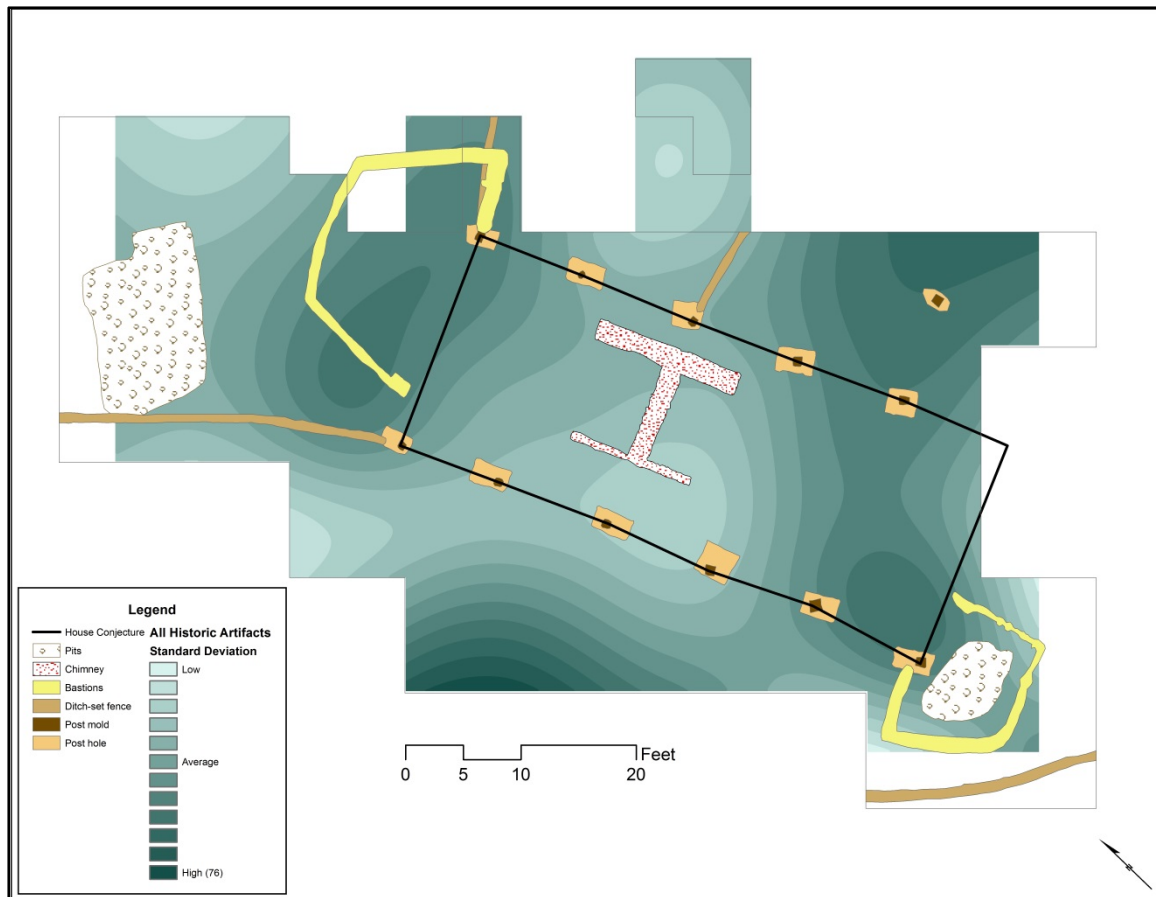 Legend
House Conjecture
Pits
Chimney
Bastions
Ditch-set fence
Post mold
Post hole
All Historic Artifacts
Standard Deviation
Low
Average
High (76)
Feet
0 5 10 20
N